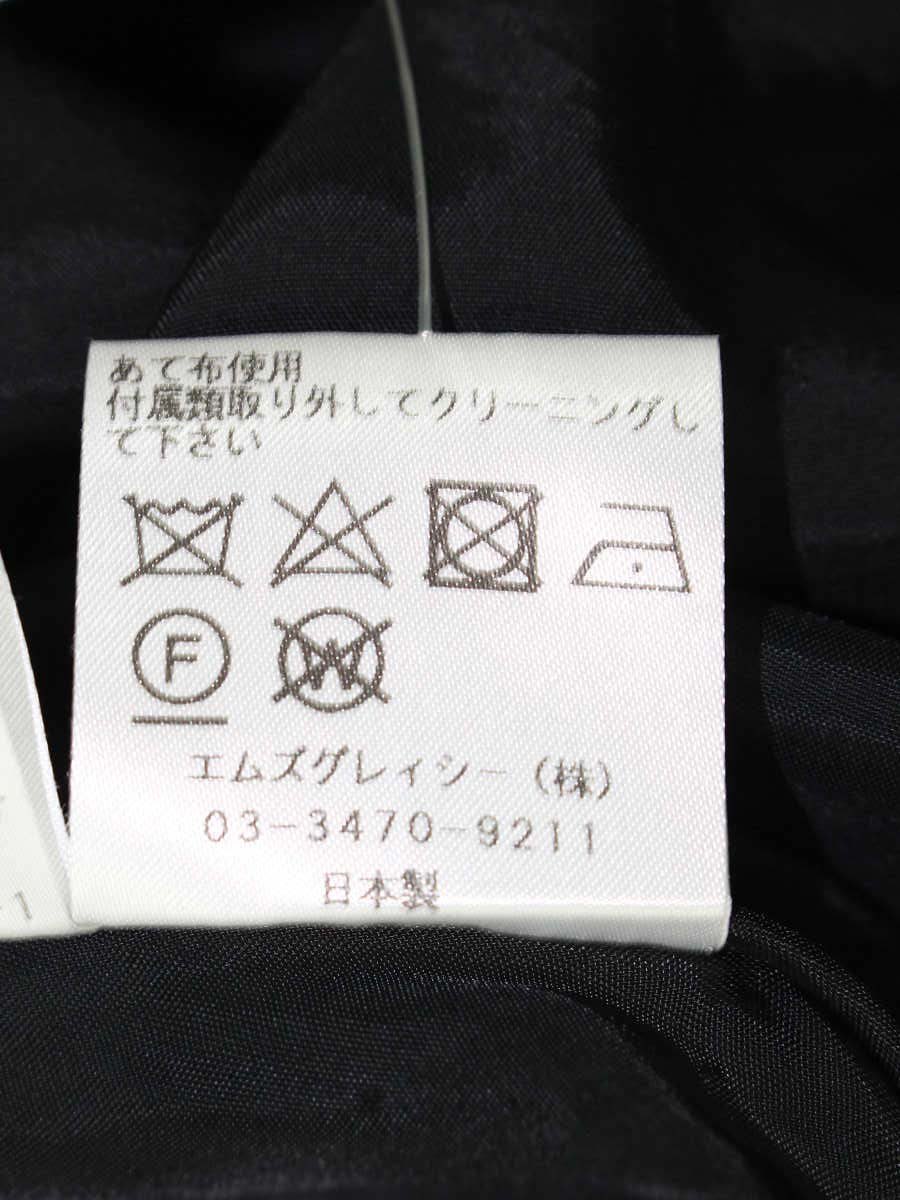 あて布使用
付属類取り外してクリーニングし
て下さい
F
W
エムズグレィシー(株)
03-3470-9211
日本製
1